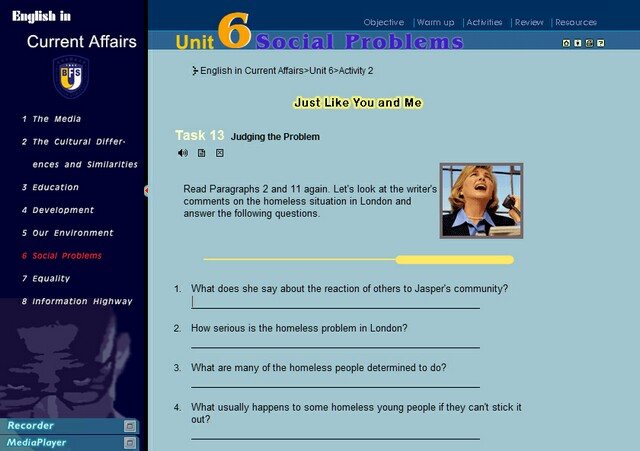 English in
Current Affairs
BFS
1 The Media
2 The Cultural Differ-
ences and Similarities
3 Education
4 Development
5 Our Environment
6 Social Problems
7 Equality
8 Information Highway
Recorder
MediaPlayer
Objective | Warm up | Activities | Review | Resources
Unit 6 Social Problems
English in Current Affairs>Unit 6>Activity 2
Just Like You and Me
Task 13 Judging the Problem
Read Paragraphs 2 and 11 again. Let's look at the writer's
comments on the homeless situation in London and
answer the following questions.
1. What does she say about the reaction of others to Jasper's community?
2. How serious is the homeless problem in London?
3. What are many of the homeless people determined to do?
4. What usually happens to some homeless young people if they can't stick it
out?